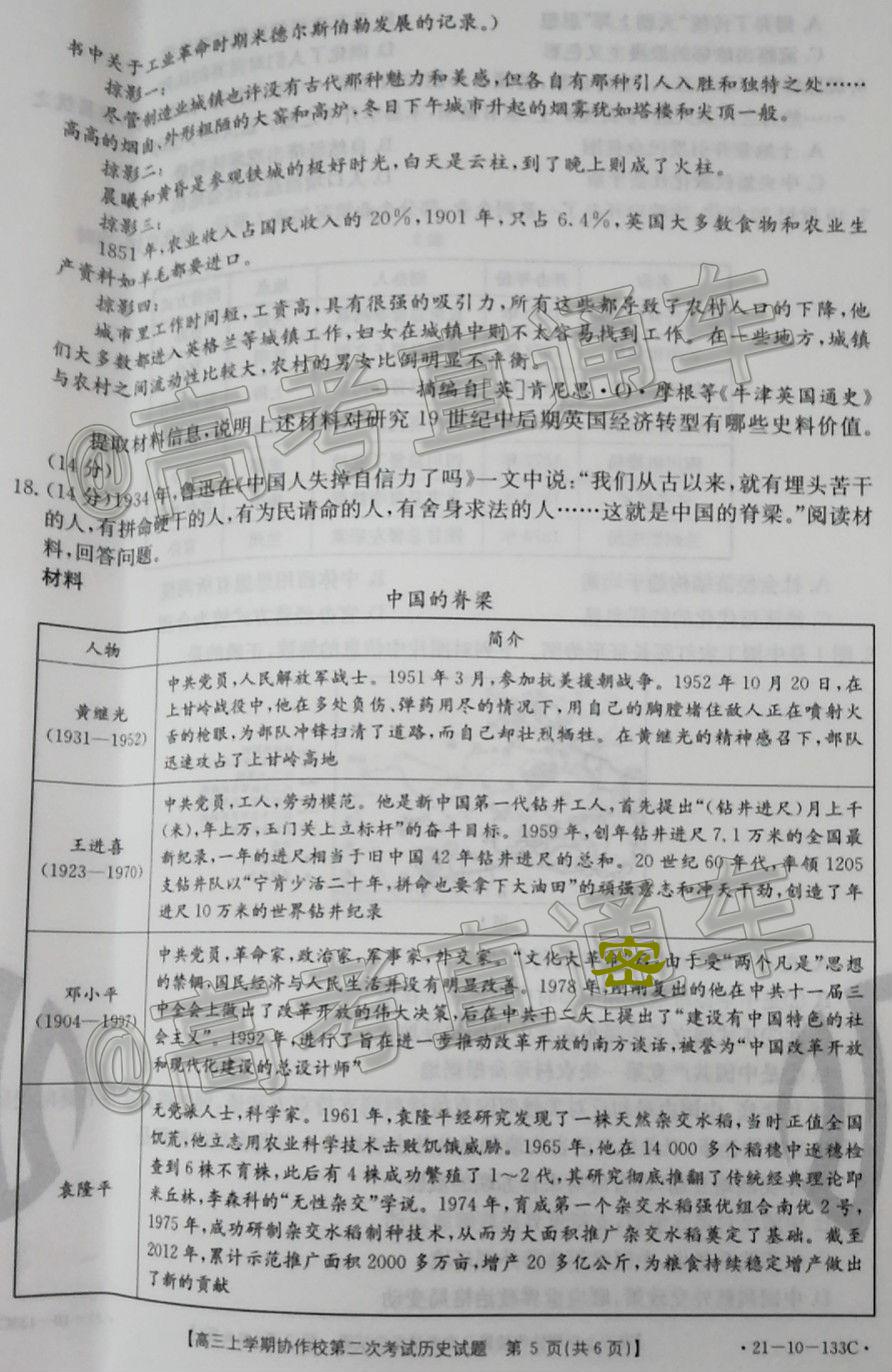 书中关于工业革命时期米德尔斯伯勒发展的记录。)
掠影一:
尽管制造业城镇也许没有古代那种魅力和美感,但各自有那种引人入胜和独特之处……
高高的烟囱、外形粗陋的大窑和高炉,冬日下午城市升起的烟雾犹如塔楼和尖顶一般。
掠影二:
晨曦和黄昏是参观铁城的极好时光,白天是云柱,到了晚上则成了火柱。
掠影三:
1851年,农业收入占国民收入的20%,1901年,只占6.4%,英国大多数食物和农业生
产资料如羊毛都要进口。
掠影四:
城市里工作时间短,工资高,具有很强的吸引力,所有这些都导致了农村人口的下降,他
们大多数都进入英格兰等城镇工作,妇女在城镇中则不太容易找到工作。在一些地方,城镇
与农村之间流动性比较大,农村的男女比例明显不平衡。
——摘编自[英]肯尼思·O·摩根等《牛津英国通史》
提取材料信息,说明上述材料对研究19世纪中后期英国经济转型有哪些史料价值。
(14分)
18.(14分)1934年,鲁迅在《中国人失掉自信力了吗》一文中说:“我们从古以来,就有埋头苦干
的人,有拼命硬干的人,有为民请命的人,有舍身求法的人……这就是中国的脊梁。”阅读材
料,回答问题。
材料
中国的脊梁
人物 简介
黄继光
(1931—1952)
中共党员,人民解放军战士。1951年3月,参加抗美援朝战争。1952年10月20日,在
上甘岭战役中,他在多处负伤、弹药用尽的情况下,用自己的胸膛堵住敌人正在喷射火
舌的枪眼,为部队冲锋扫清了道路,而自己却壮烈牺牲。在黄继光的精神感召下,部队
迅速攻占了上甘岭高地
王进喜
(1923—1970)
中共党员,工人,劳动模范。他是新中国第一代钻井工人,首先提出“(钻井进尺)月上千
(米),年上万,玉门关上立标杆”的奋斗目标。1959年,创年钻井进尺7.1万米的全国最
新纪录,一年的进尺相当于旧中国42年钻井进尺的总和。20世纪60年代,率领1205
支钻井队以“宁肯少活二十年,拼命也要拿下大油田”的顽强意志和冲天干劲,创造了年
进尺10万米的世界钻井纪录
邓小平
(1904—1997)
中共党员,革命家,政治家,军事家,外交家。“文化大革命”后,由于受“两个凡是”思想
的禁锢,国民经济与人民生活并没有明显改善。1978年,刚刚复出的他在中共十一届三
中全会上做出了改革开放的伟大决策,后在中共十二大上提出了“建设有中国特色的社
会主义”。1992年,进行了旨在进一步推动改革开放的南方谈话,被誉为“中国改革开放
和现代化建设的总设计师”
袁隆平
无党派人士,科学家。1961年,袁隆平经研究发现了一株天然杂交水稻,当时正值全国
饥荒,他立志用农业科学技术击败饥饿威胁。1965年,他在14 000多个稻穗中逐穗检
查到6株不育株,此后有4株成功繁殖了1～2代,其研究彻底推翻了传统经典理论即
米丘林,李森科的“无性杂交”学说。1974年,育成第一个杂交水稻强优组合南优2号,
1975年,成功研制杂交水稻制种技术,从而为大面积推广杂交水稻奠定了基础。截至
2012年,累计示范推广面积2000多万亩,增产20多亿公斤,为粮食持续稳定增产做出
了新的贡献
密
@高考直通车
@高考直通车
【高三上学期协作校第二次考试历史试题 第5页(共6页)】
·21—10—133C·